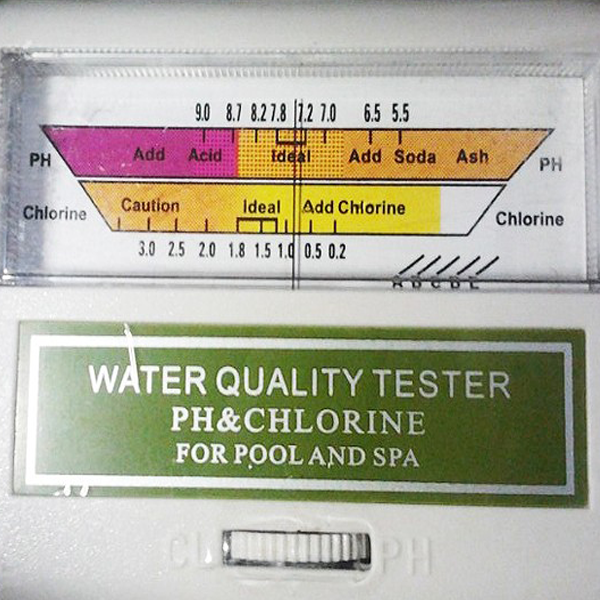 9.0 8.7 8.2 7.8 7.2 7.0 6.5 5.5
PH Add Acid Ideal Add Soda Ash PH
Chlorine Caution Ideal Add Chlorine Chlorine
3.0 2.5 2.0 1.8 1.5 1.0 0.5 0.2
A B C D E
WATER QUALITY TESTER
PH&CHLORINE
FOR POOL AND SPA
CL PH